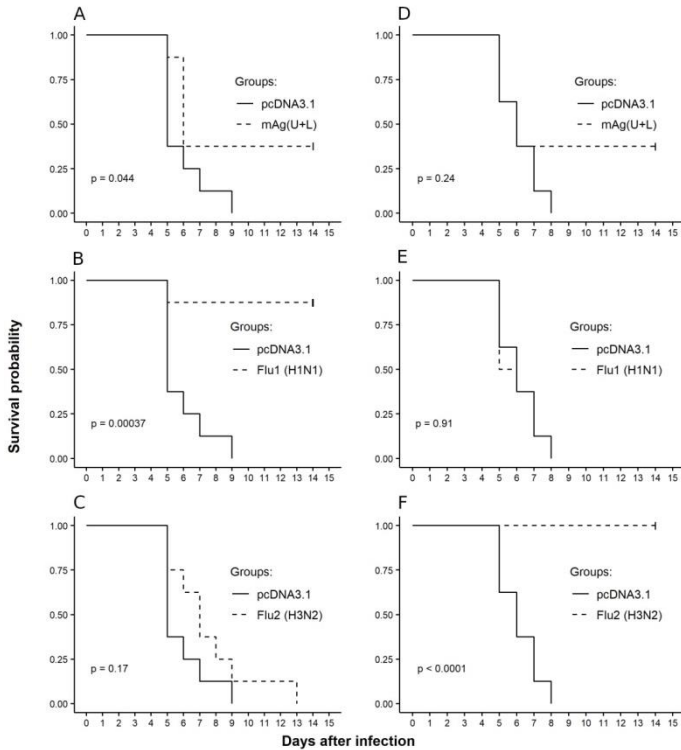 A
1.00
0.75
0.50
0.25
0.00
Groups:
pcDNA3.1
mAg(U+L)
p = 0.044
0 1 2 3 4 5 6 7 8 9 10 11 12 13 14 15
D
1.00
0.75
0.50
0.25
0.00
Groups:
pcDNA3.1
mAg(U+L)
p = 0.24
0 1 2 3 4 5 6 7 8 9 10 11 12 13 14 15
B
1.00
0.75
0.50
0.25
0.00
Groups:
pcDNA3.1
Flu1 (H1N1)
p = 0.00037
0 1 2 3 4 5 6 7 8 9 10 11 12 13 14 15
E
1.00
0.75
0.50
0.25
0.00
Groups:
pcDNA3.1
Flu1 (H1N1)
p = 0.91
0 1 2 3 4 5 6 7 8 9 10 11 12 13 14 15
Survival probability
C
1.00
0.75
0.50
0.25
0.00
Groups:
pcDNA3.1
Flu2 (H3N2)
p = 0.17
0 1 2 3 4 5 6 7 8 9 10 11 12 13 14 15
F
1.00
0.75
0.50
0.25
0.00
Groups:
pcDNA3.1
Flu2 (H3N2)
p < 0.0001
0 1 2 3 4 5 6 7 8 9 10 11 12 13 14 15
Days after infection